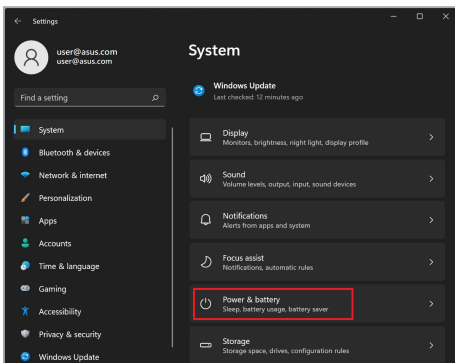 Settings
user@asus.com
user@asus.com
Find a setting
System
Bluetooth & devices
Network & internet
Personalization
Apps
Accounts
Time & language
Gaming
Accessibility
Privacy & security
Windows Update
System
Windows Update
Last checked: 12 minutes ago
Display
Monitors, brightness, night light, display profile
Sound
Volume levels, output, input, sound devices
Notifications
Alerts from apps and system
Focus assist
Notifications, automatic rules
Power & battery
Sleep, battery usage, battery saver
Storage
Storage space, drives, configuration rules